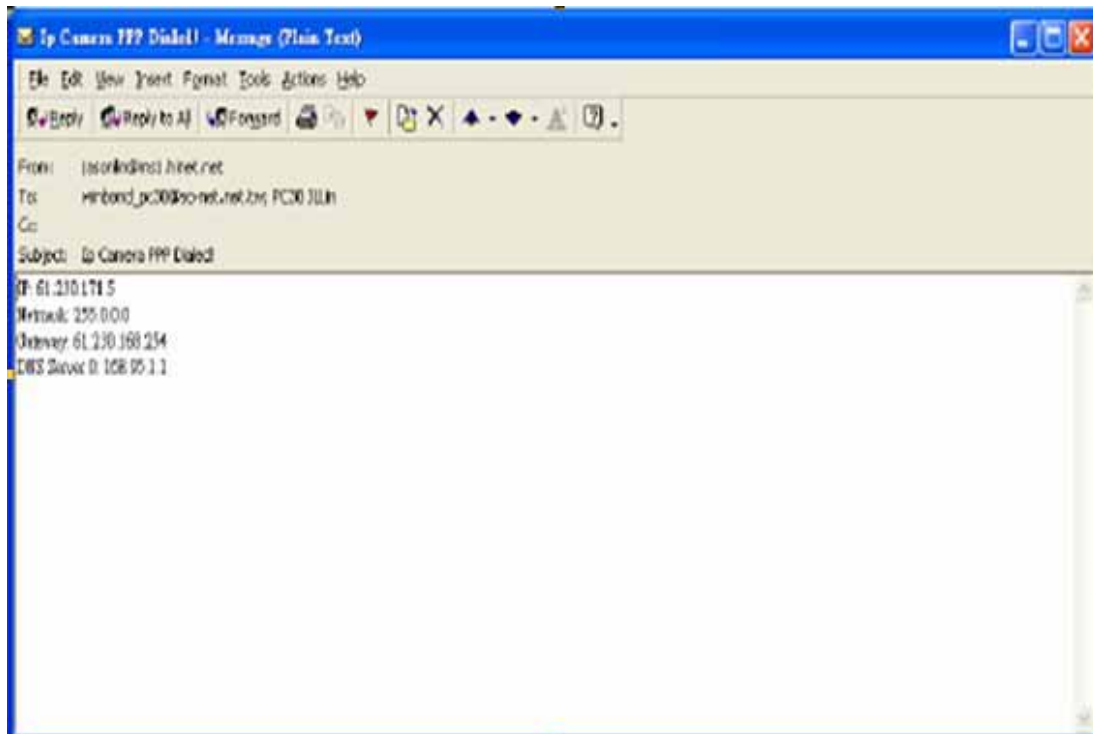 Ip Camera PPP Dialed! - Message (Plain Text)
File Edit View Insert Format Tools Actions Help
Reply Reply to All Forward
From:
To: PC30
Cc:
Subject: Ip Camera PPP Dialed!
IP: 61.230.171.5
Netmask: 255.0.0.0
Gateway: 61.230.168.254
DNS Server 0: 168.95.1.1